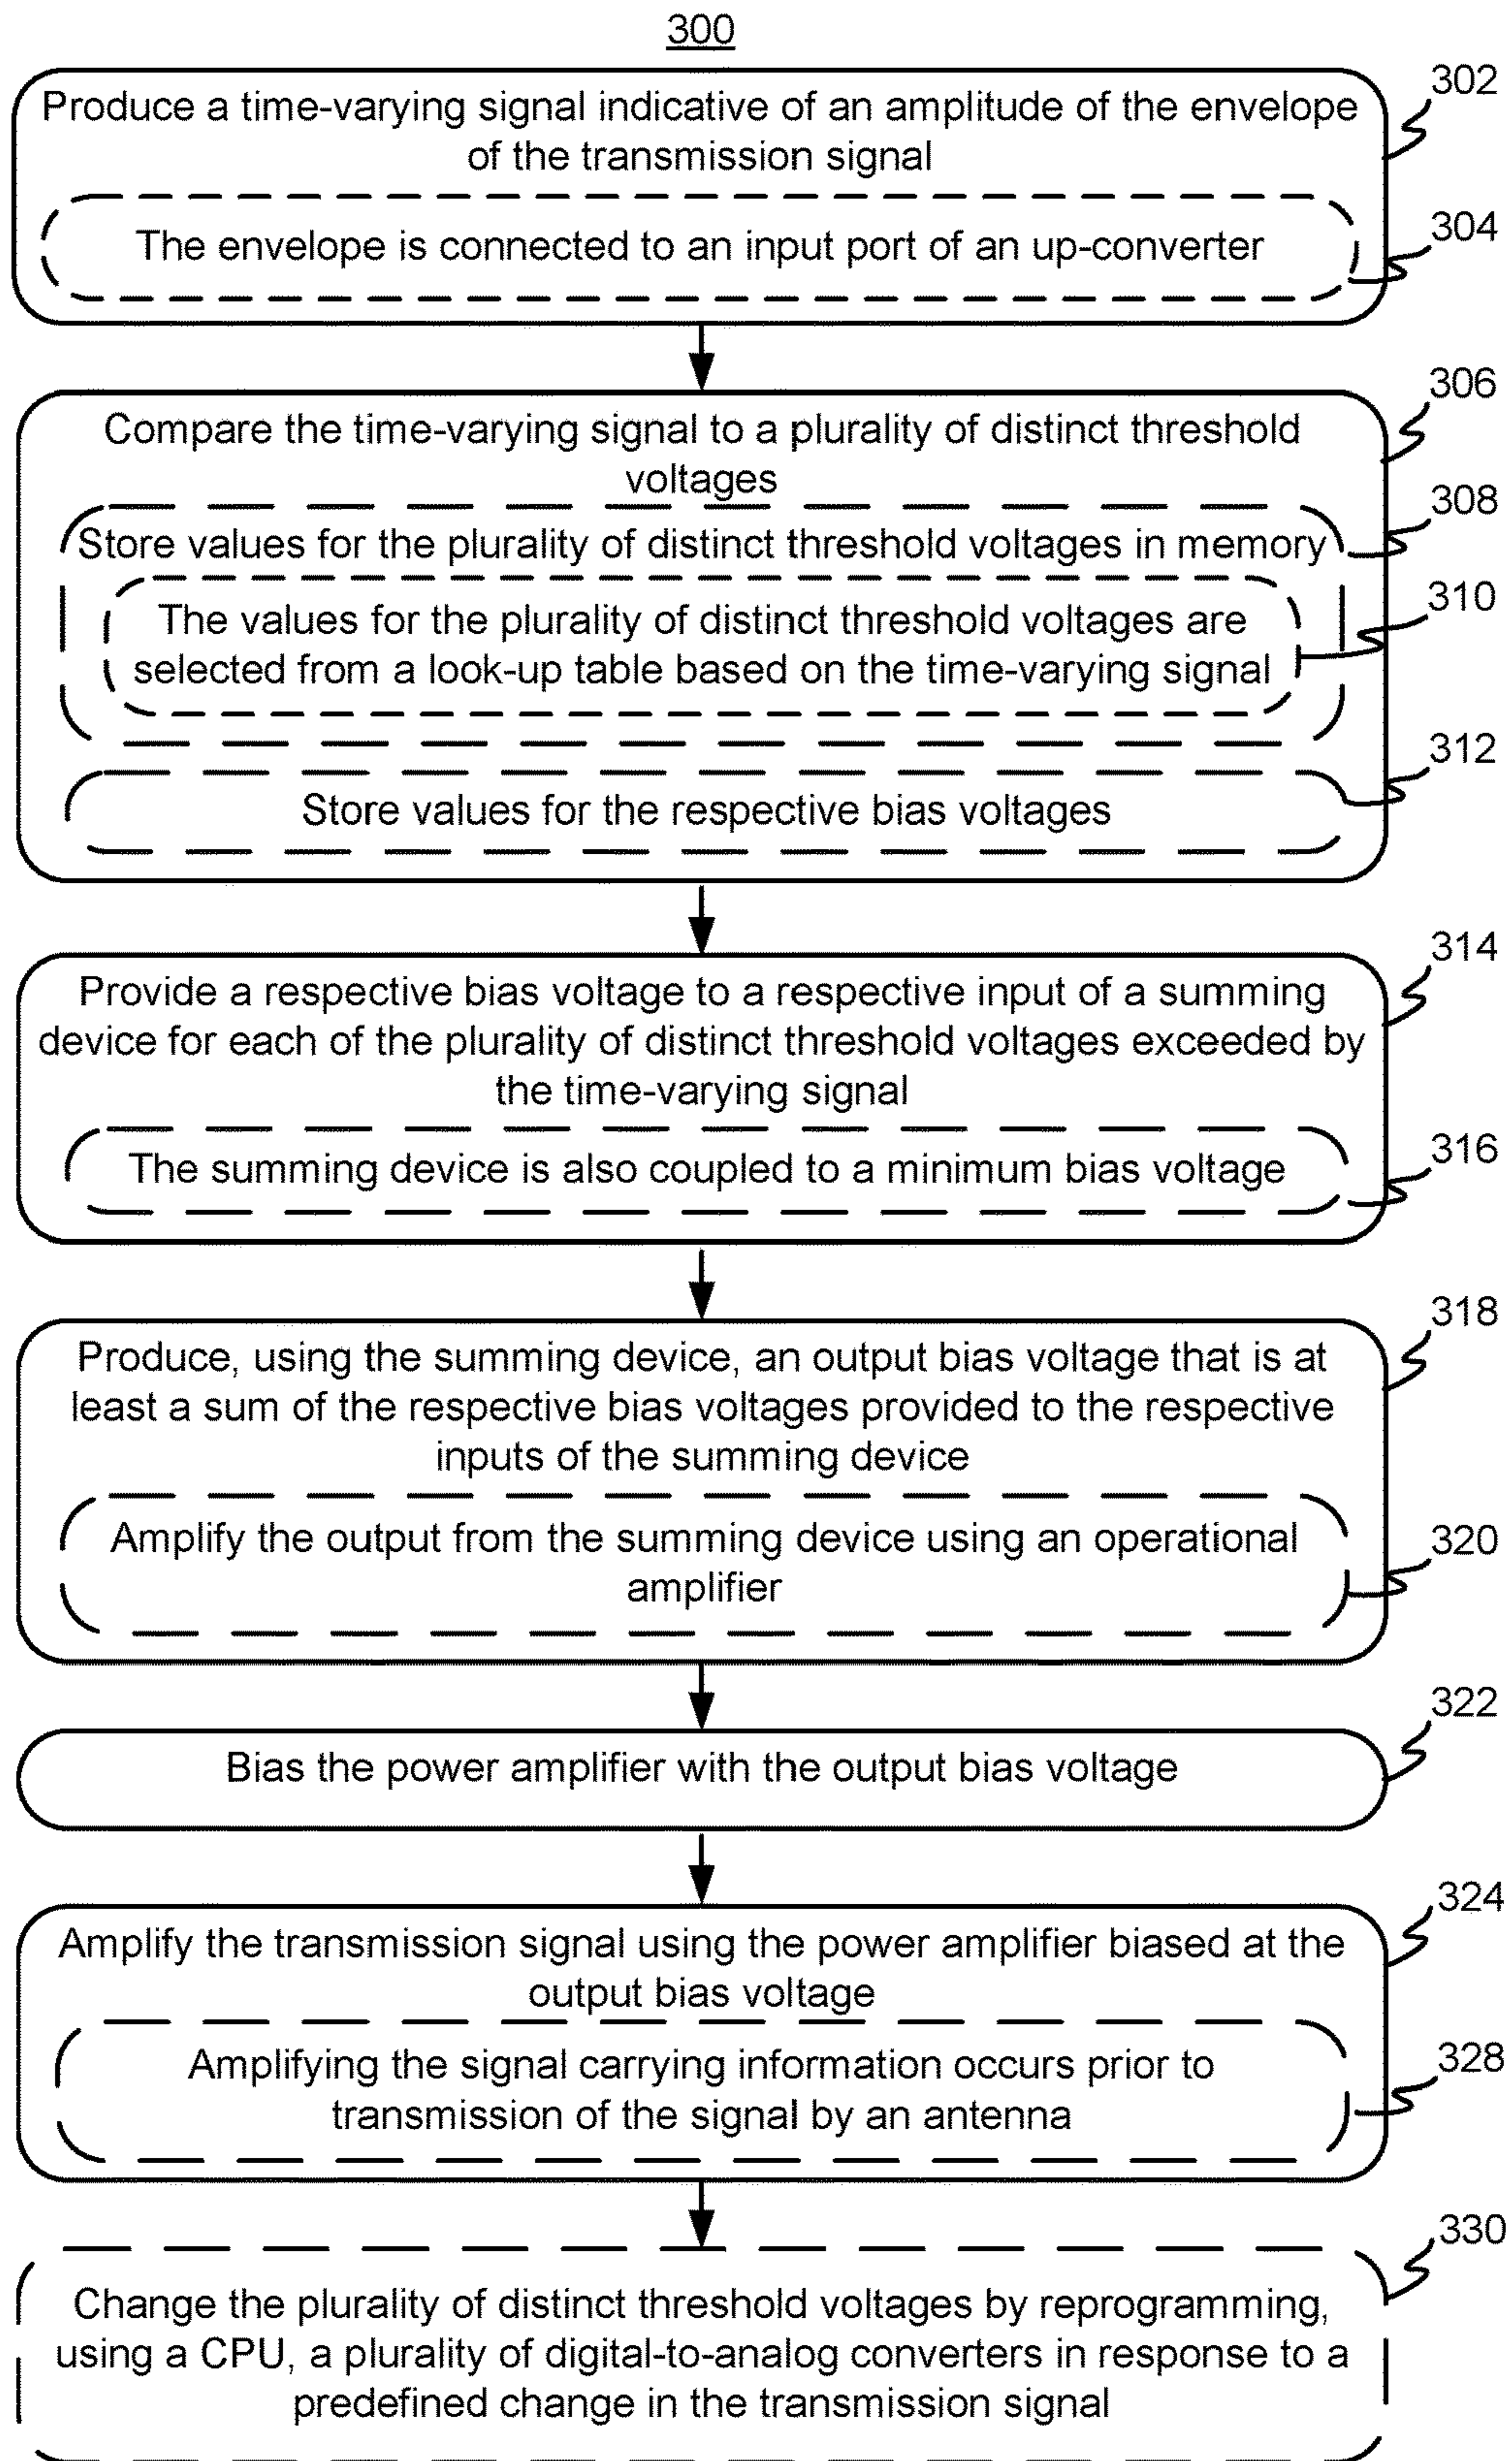 300
302
Produce a time-varying signal indicative of an amplitude of the envelope
of the transmission signal
304
The envelope is connected to an input port of an up-converter
306
Compare the time-varying signal to a plurality of distinct threshold
voltages
308
Store values for the plurality of distinct threshold voltages in memory
310
The values for the plurality of distinct threshold voltages are
selected from a look-up table based on the time-varying signal
312
Store values for the respective bias voltages
314
Provide a respective bias voltage to a respective input of a summing
device for each of the plurality of distinct threshold voltages exceeded by
the time-varying signal
316
The summing device is also coupled to a minimum bias voltage
318
Produce, using the summing device, an output bias voltage that is at
least a sum of the respective bias voltages provided to the respective
inputs of the summing device
320
Amplify the output from the summing device using an operational
amplifier
322
Bias the power amplifier with the output bias voltage
324
Amplify the transmission signal using the power amplifier biased at the
output bias voltage
328
Amplifying the signal carrying information occurs prior to
transmission of the signal by an antenna
330
Change the plurality of distinct threshold voltages by reprogramming,
using a CPU, a plurality of digital-to-analog converters in response to a
predefined change in the transmission signal